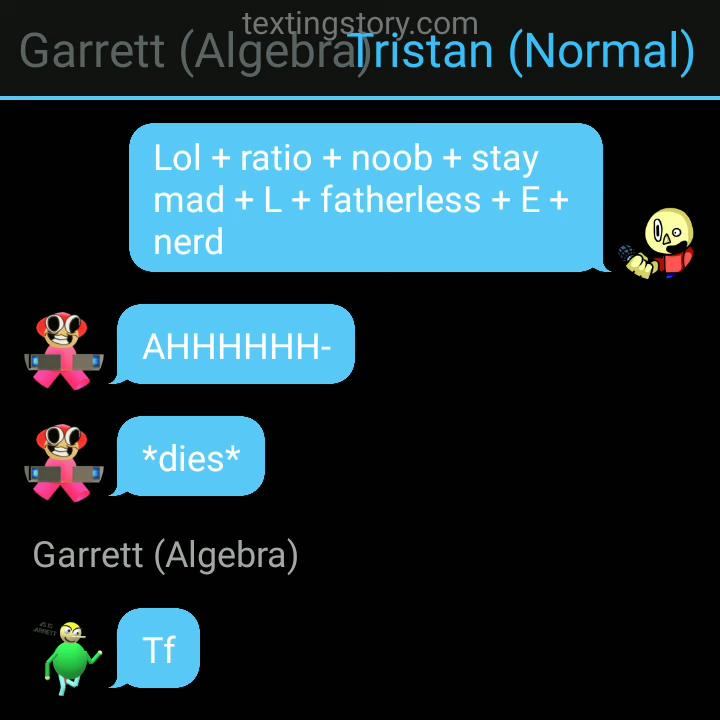 textingstory.com
Garrett (Algebra)
Tristan (Normal)
Lol + ratio + noob + stay
mad + L + fatherless + E +
nerd
AHHHHHH-
*dies*
Garrett (Algebra)
Tf